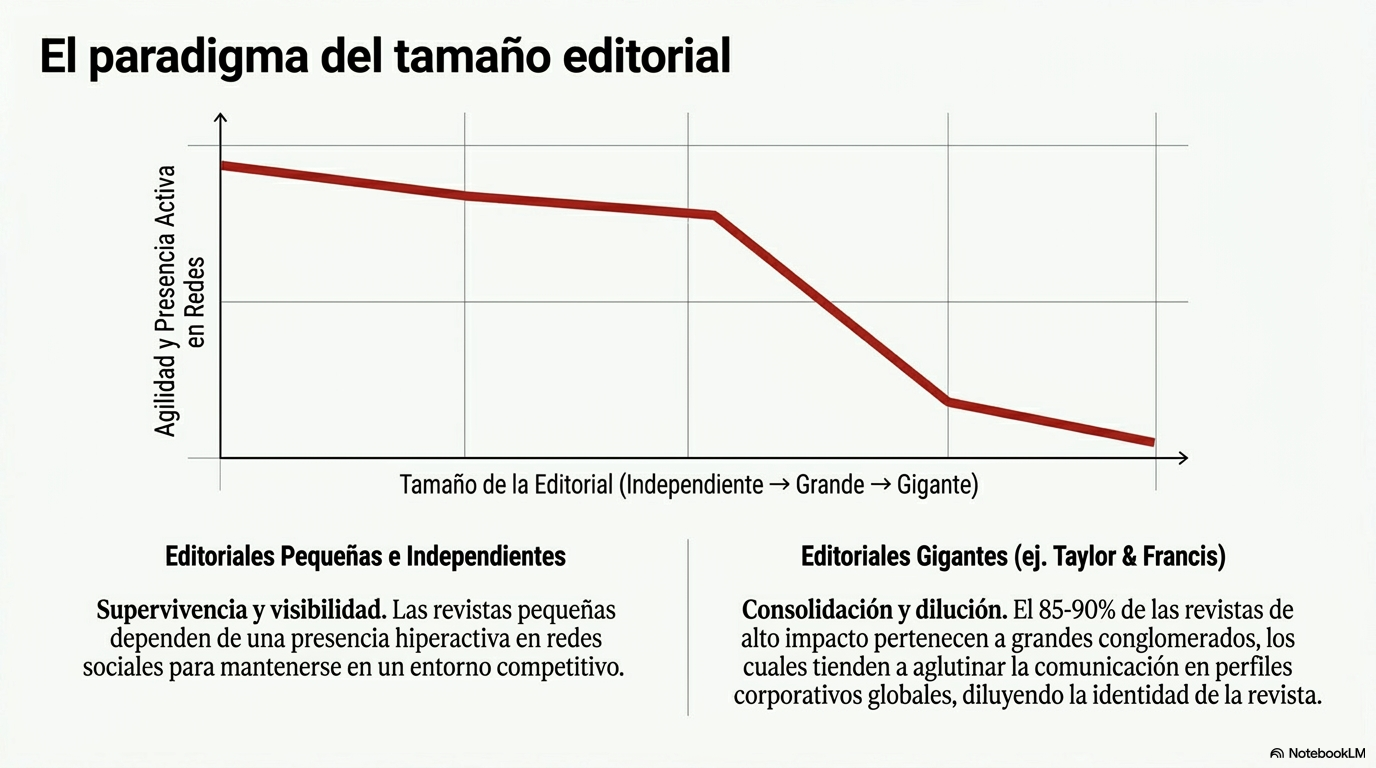 El paradigma del tamaño editorial
Agilidad y Presencia Activa
en Redes
Tamaño de la Editorial (Independiente → Grande → Gigante)
Editoriales Pequeñas e Independientes
Supervivencia y visibilidad. Las revistas pequeñas
dependen de una presencia hiperactiva en redes
sociales para mantenerse en un entorno competitivo.
Editoriales Gigantes (ej. Taylor & Francis)
Consolidación y dilución. El 85-90% de las revistas de
alto impacto pertenecen a grandes conglomerados, los
cuales tienden a aglutinar la comunicación en perfiles
corporativos globales, diluyendo la identidad de la revista.
NotebookLM